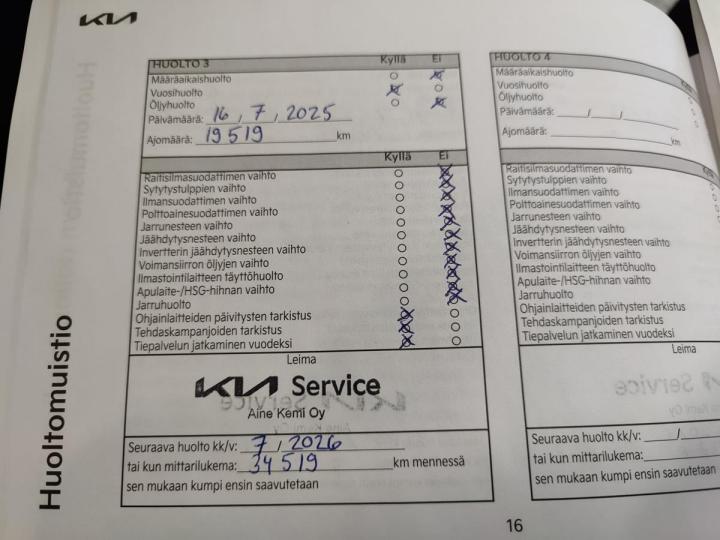 KIA
Huoltomuistio
HUOLTO 3 Kyllä Ei
Määräaikaishuolto
Vuosihuolto
Öljyhuolto
Päivämäärä: 16, 7, 2025
Ajomäärä: 19519 km
Kyllä Ei
Raitisilmasuodattimen vaihto
Sytytystulppien vaihto
Ilmansuodattimen vaihto
Polttoainesuodattimen vaihto
Jarrunesteen vaihto
Jäähdytysnesteen vaihto
Invertterin jäähdytysnesteen vaihto
Voimansiirron öljyjen vaihto
Ilmastointilaitteen täyttöhuolto
Apulaite-/HSG-hihnan vaihto
Jarruhuolto
Ohjainlaitteiden päivitysten tarkistus
Tehdaskampanjoiden tarkistus
Tiepalvelun jatkaminen vuodeksi
Leima
KIA Service
Aine Kemi Oy
Seuraava huolto kk/v: 7 / 2026
tai kun mittarilukema: 34519 km mennessä
sen mukaan kumpi ensin saavutetaan
HUOLTO 4
Määräaikaishuolto
Vuosihuolto
Öljyhuolto
Päivämäärä: / /
Ajomäärä: km
Raitisilmasuodattimen vaihto
Sytytystulppien vaihto
Ilmansuodattimen vaihto
Polttoainesuodattimen vaihto
Jarrunesteen vaihto
Jäähdytysnesteen vaihto
Invertterin jäähdytysnesteen vaihto
Voimansiirron öljyjen vaihto
Ilmastointilaitteen täyttöhuolto
Apulaite-/HSG-hihnan vaihto
Jarruhuolto
Ohjainlaitteiden päivitysten tarkistus
Tehdaskampanjoiden tarkistus
Tiepalvelun jatkaminen vuodeksi
Leima
Seuraava huolto kk/v: /
tai kun mittarilukema:
sen mukaan kumpi ensin saavutetaan
16